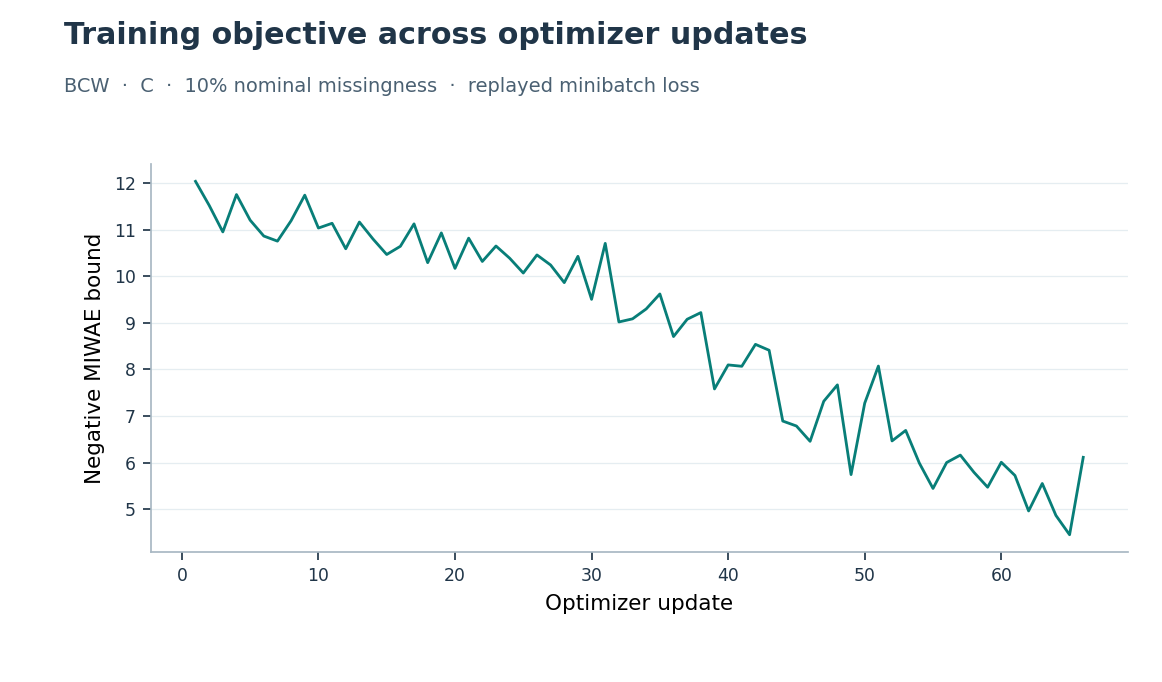 Training objective across optimizer updates
BCW · C · 10% nominal missingness · replayed minibatch loss
Negative MIWAE bound
12
11
10
9
8
7
6
5
0 10 20 30 40 50 60
Optimizer update